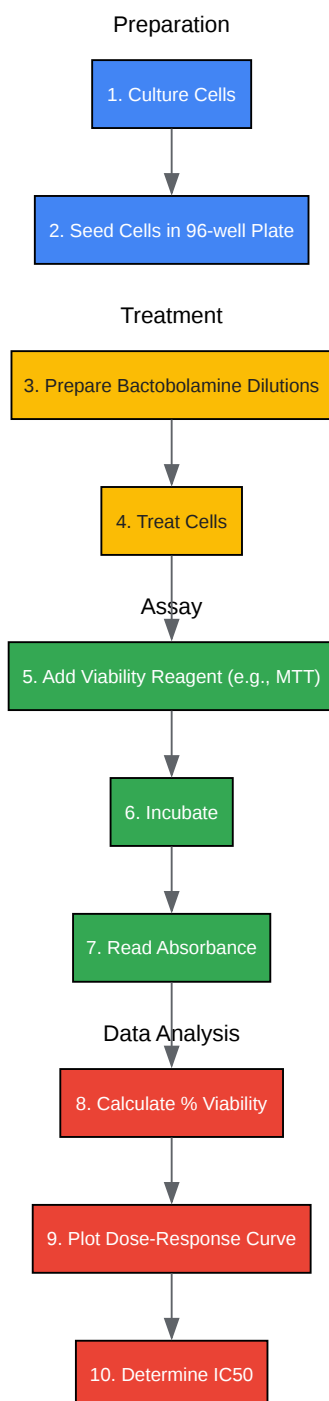 Preparation
1. Culture Cells
2. Seed Cells in 96-well Plate
Treatment
3. Prepare Bactobolamine Dilutions
4. Treat Cells
Assay
5. Add Viability Reagent (e.g., MTT)
6. Incubate
7. Read Absorbance
Data Analysis
8. Calculate % Viability
9. Plot Dose-Response Curve
10. Determine IC50